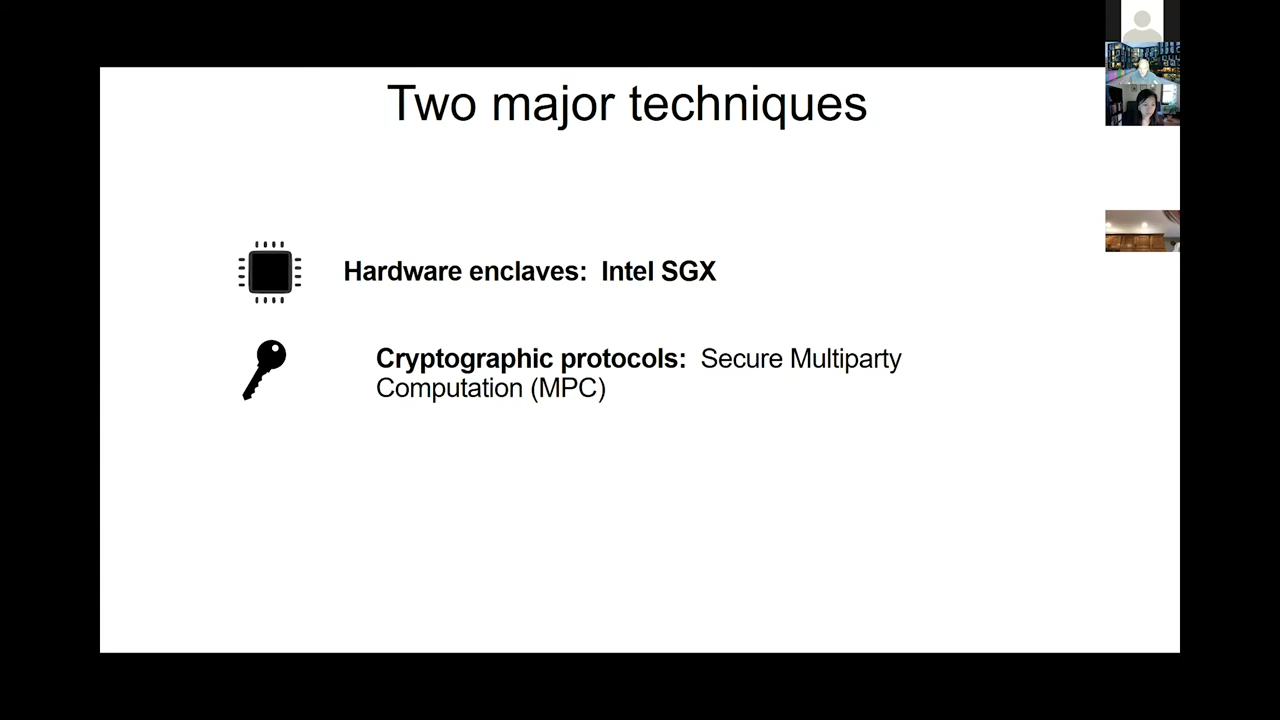 Two major techniques
Hardware enclaves: Intel SGX
Cryptographic protocols: Secure Multiparty
Computation (MPC)